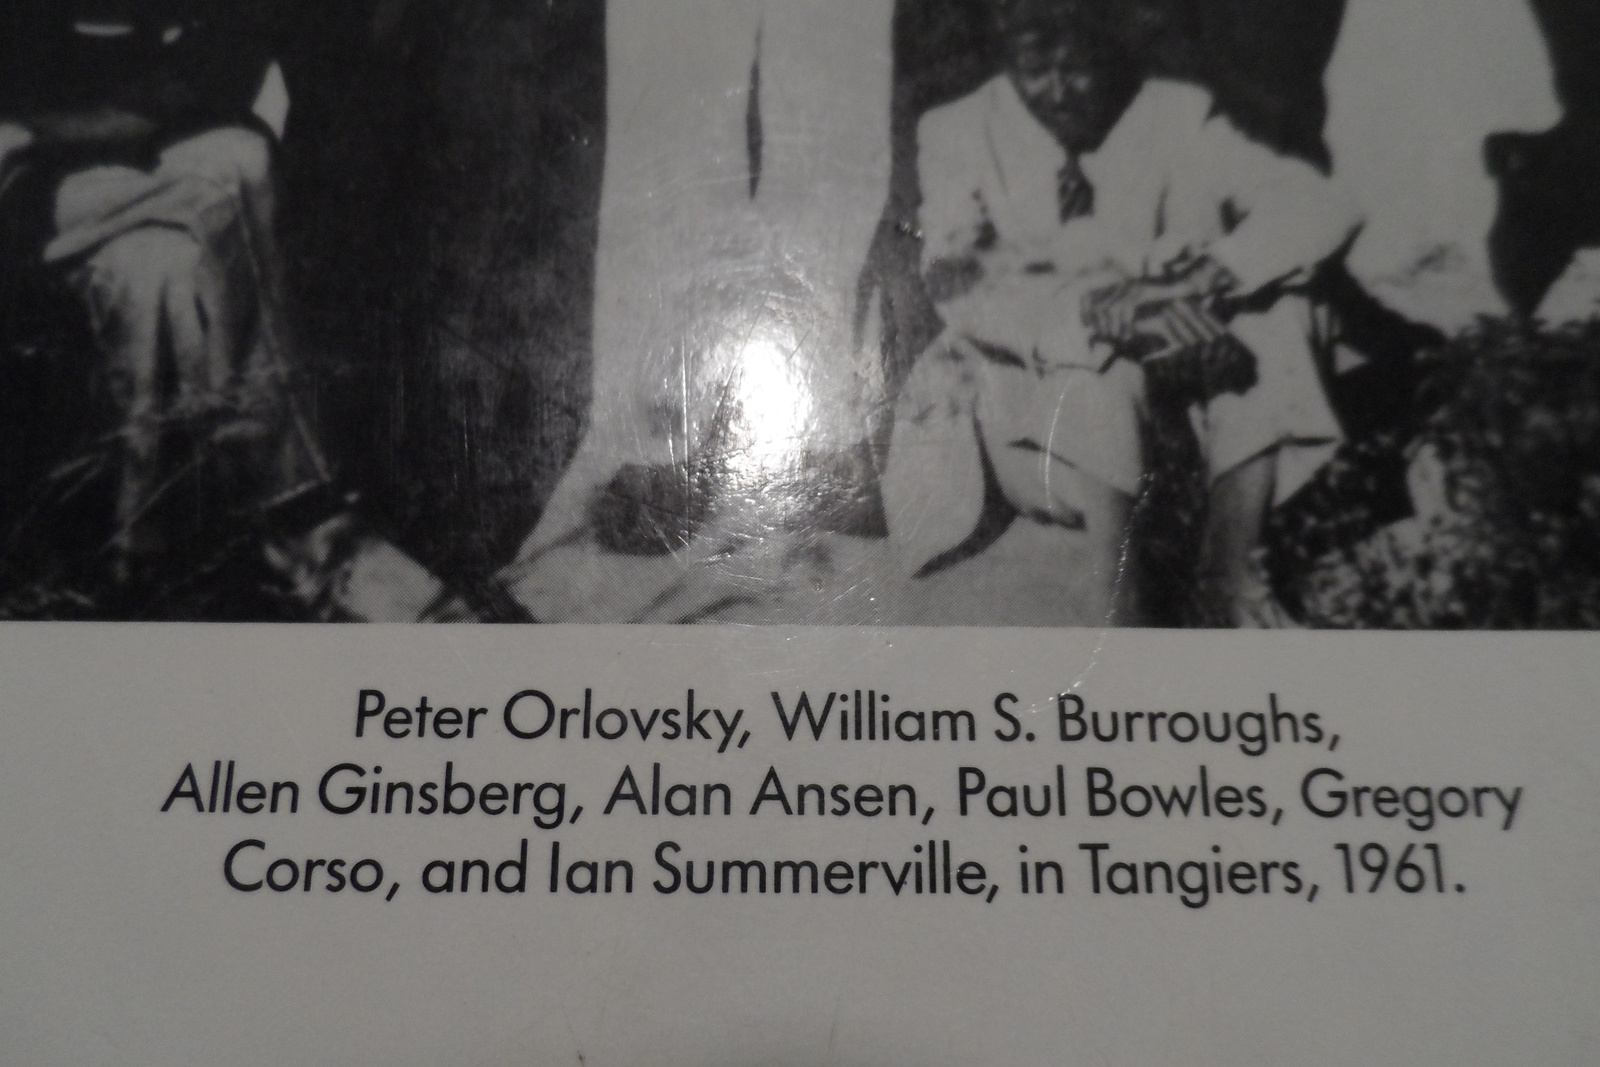 Peter Orlovsky, William S. Burroughs,
Allen Ginsberg, Alan Ansen, Paul Bowles, Gregory
Corso, and Ian Summerville, in Tangiers, 1961.